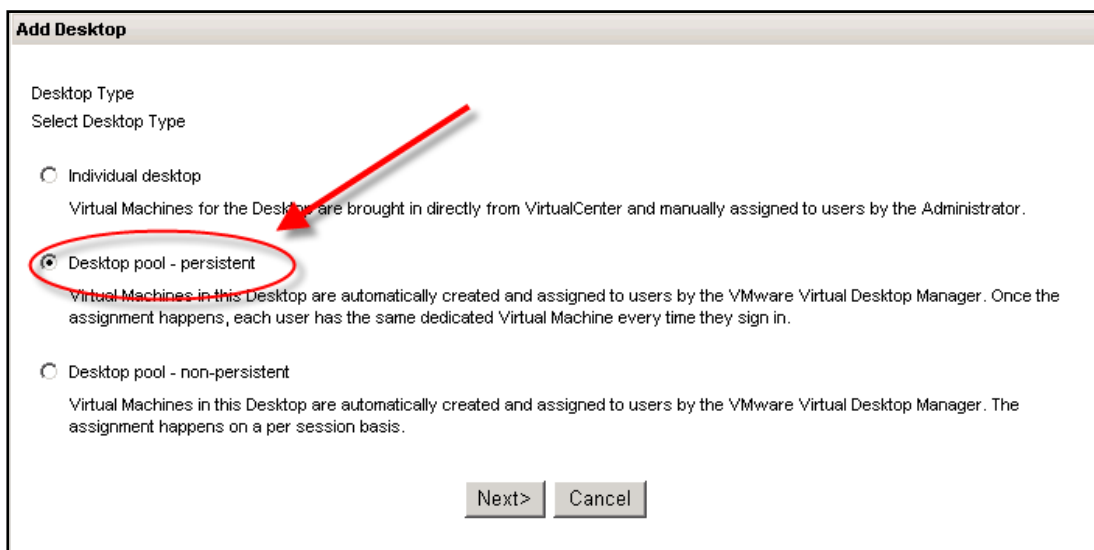 Add Desktop
Desktop Type
Select Desktop Type
Individual desktop
Virtual Machines for the Desktop are brought in directly from VirtualCenter and manually assigned to users by the Administrator.
Desktop pool - persistent
Virtual Machines in this Desktop are automatically created and assigned to users by the VMware Virtual Desktop Manager. Once the
assignment happens, each user has the same dedicated Virtual Machine every time they sign in.
Desktop pool - non-persistent
Virtual Machines in this Desktop are automatically created and assigned to users by the VMware Virtual Desktop Manager. The
assignment happens on a per session basis.
Next> Cancel